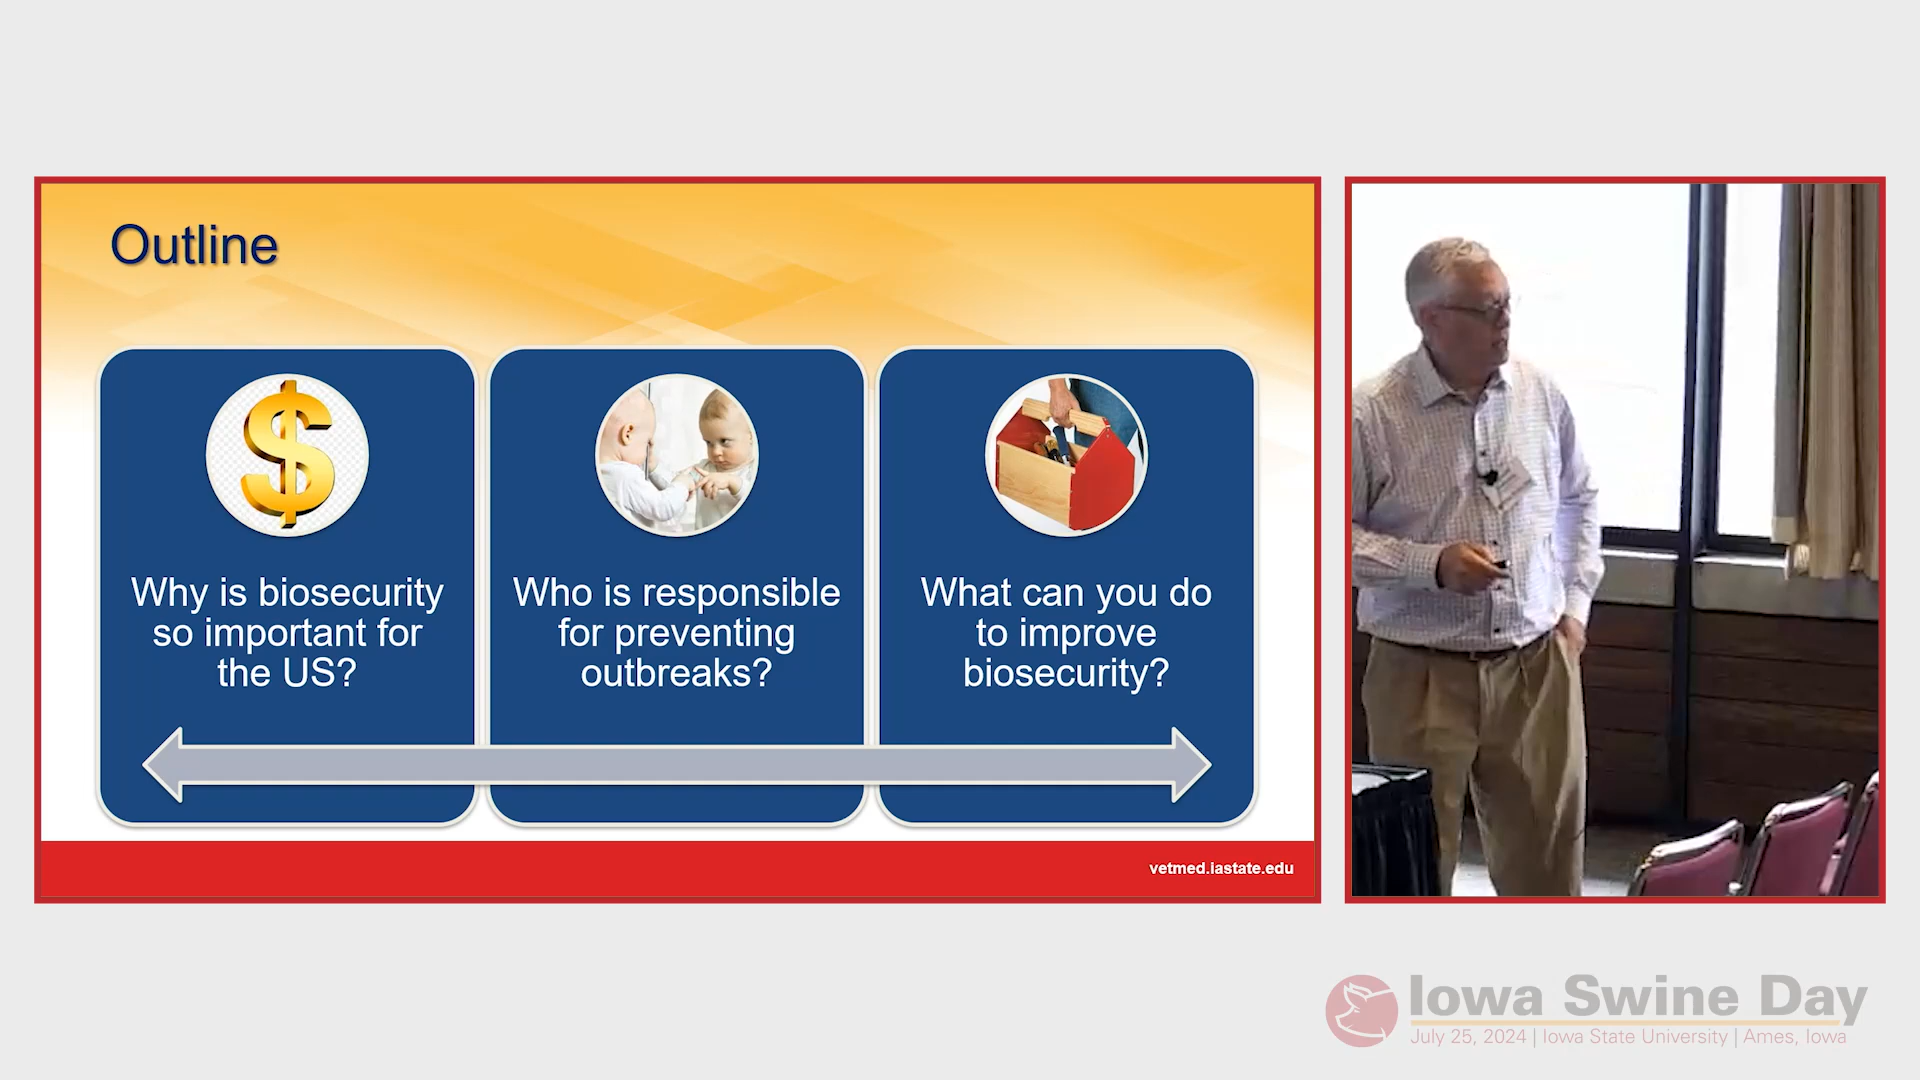 Outline
Why is biosecurity
so important for
the US?
Who is responsible
for preventing
outbreaks?
What can you do
to improve
biosecurity?
vetmed.iastate.edu
Iowa Swine Day
July 25, 2024 | Iowa State University | Ames, Iowa